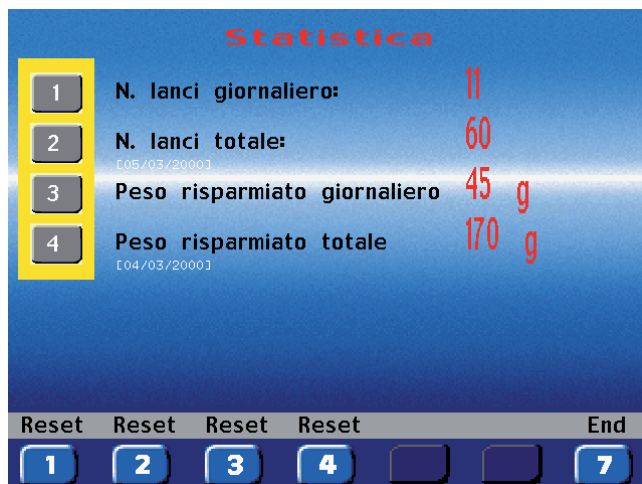 Statistica
1 N. lanci giornaliero: 11
2 N. lanci totale: 60
[05/03/2000]
3 Peso risparmiato giornaliero 45 g
4 Peso risparmiato totale 170 g
[04/03/2000]
Reset Reset Reset Reset End
1 2 3 4 7